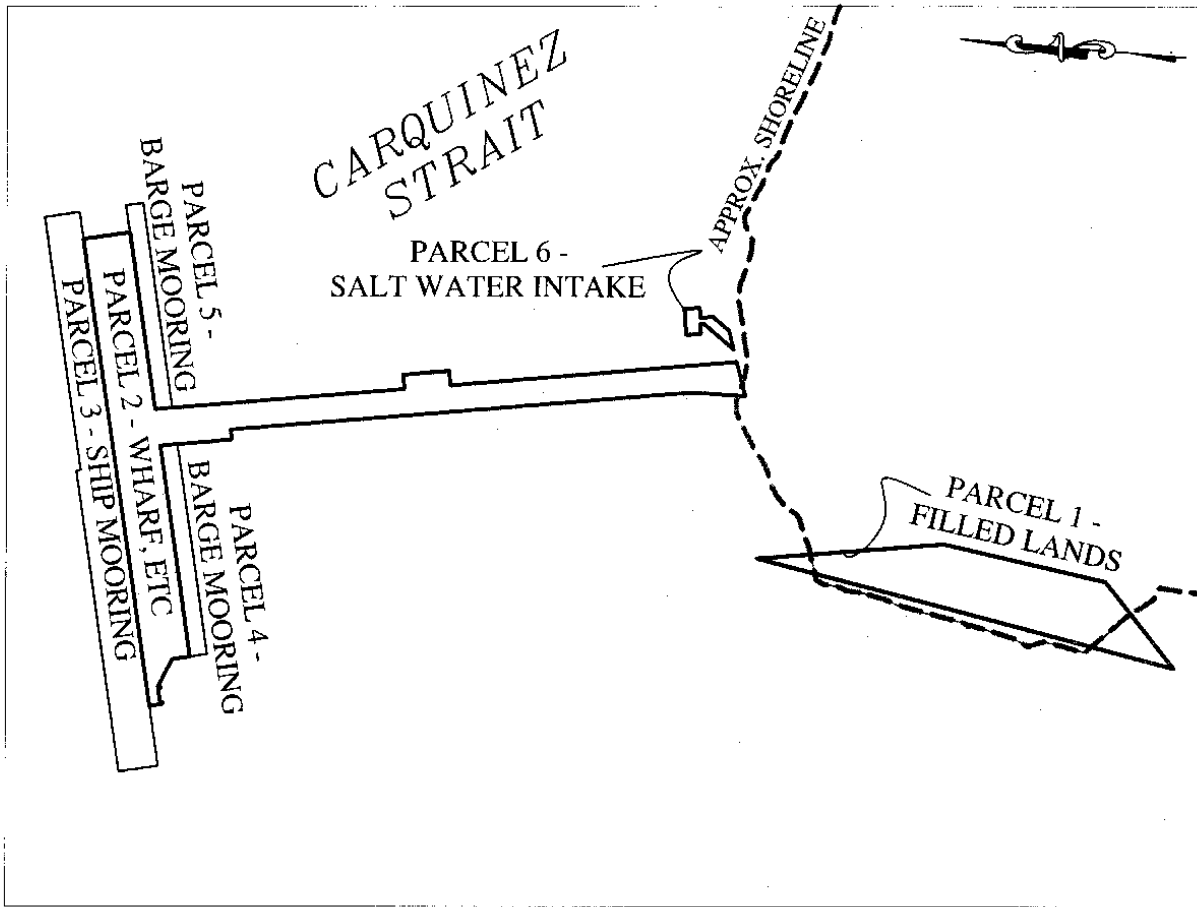 CARQUINEZ
STRAIT
APPROX. SHORELINE
PARCEL 6 -
SALT WATER INTAKE
PARCEL 5 -
BARGE MOORING
PARCEL 2 - WHARF, ETC
PARCEL 3 - SHIP MOORING
PARCEL 4 -
BARGE MOORING
PARCEL 1 -
FILLED LANDS